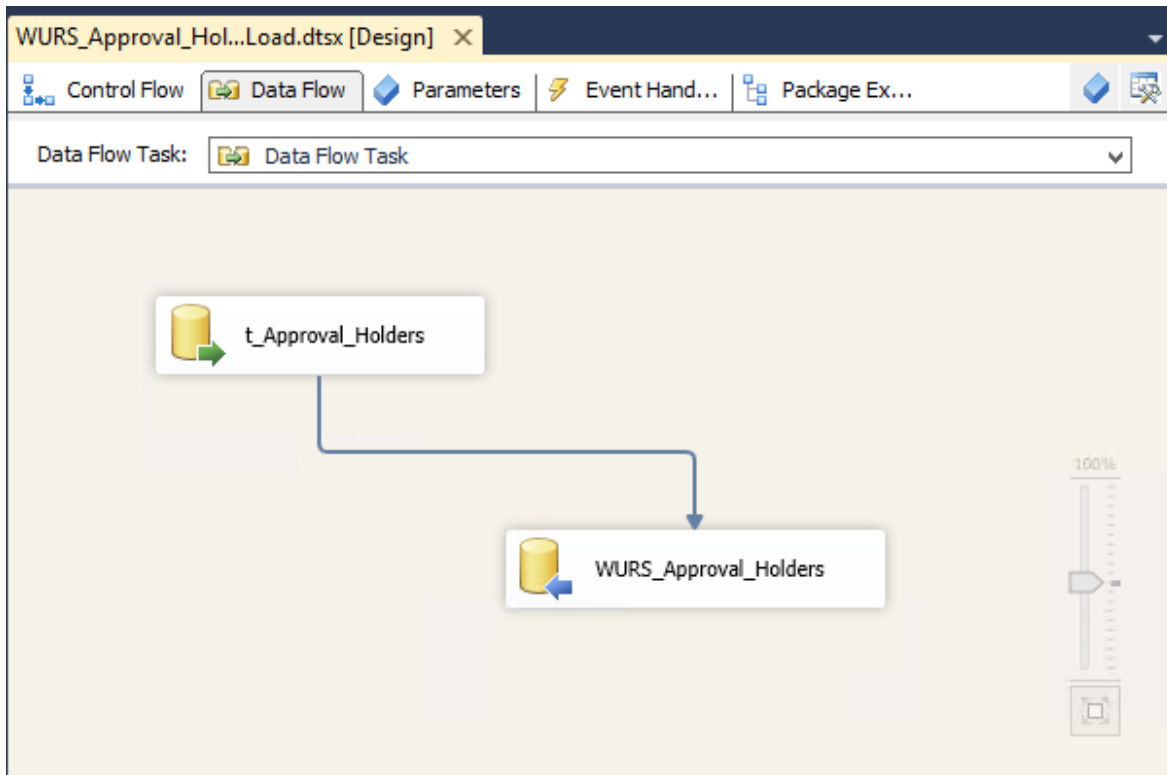 WURS_Approval_Hol...Load.dtsx [Design]
Control Flow Data Flow Parameters Event Hand... Package Ex...
Data Flow Task: Data Flow Task
t_Approval_Holders
100%
WURS_Approval_Holders